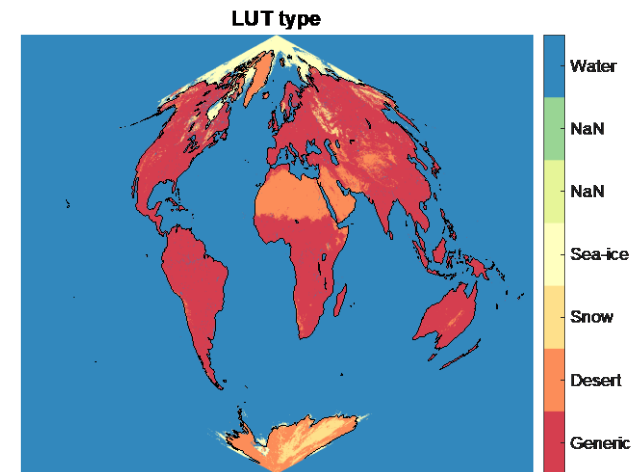 LUT type
Water
NaN
NaN
Sea-ice
Snow
Desert
Generic